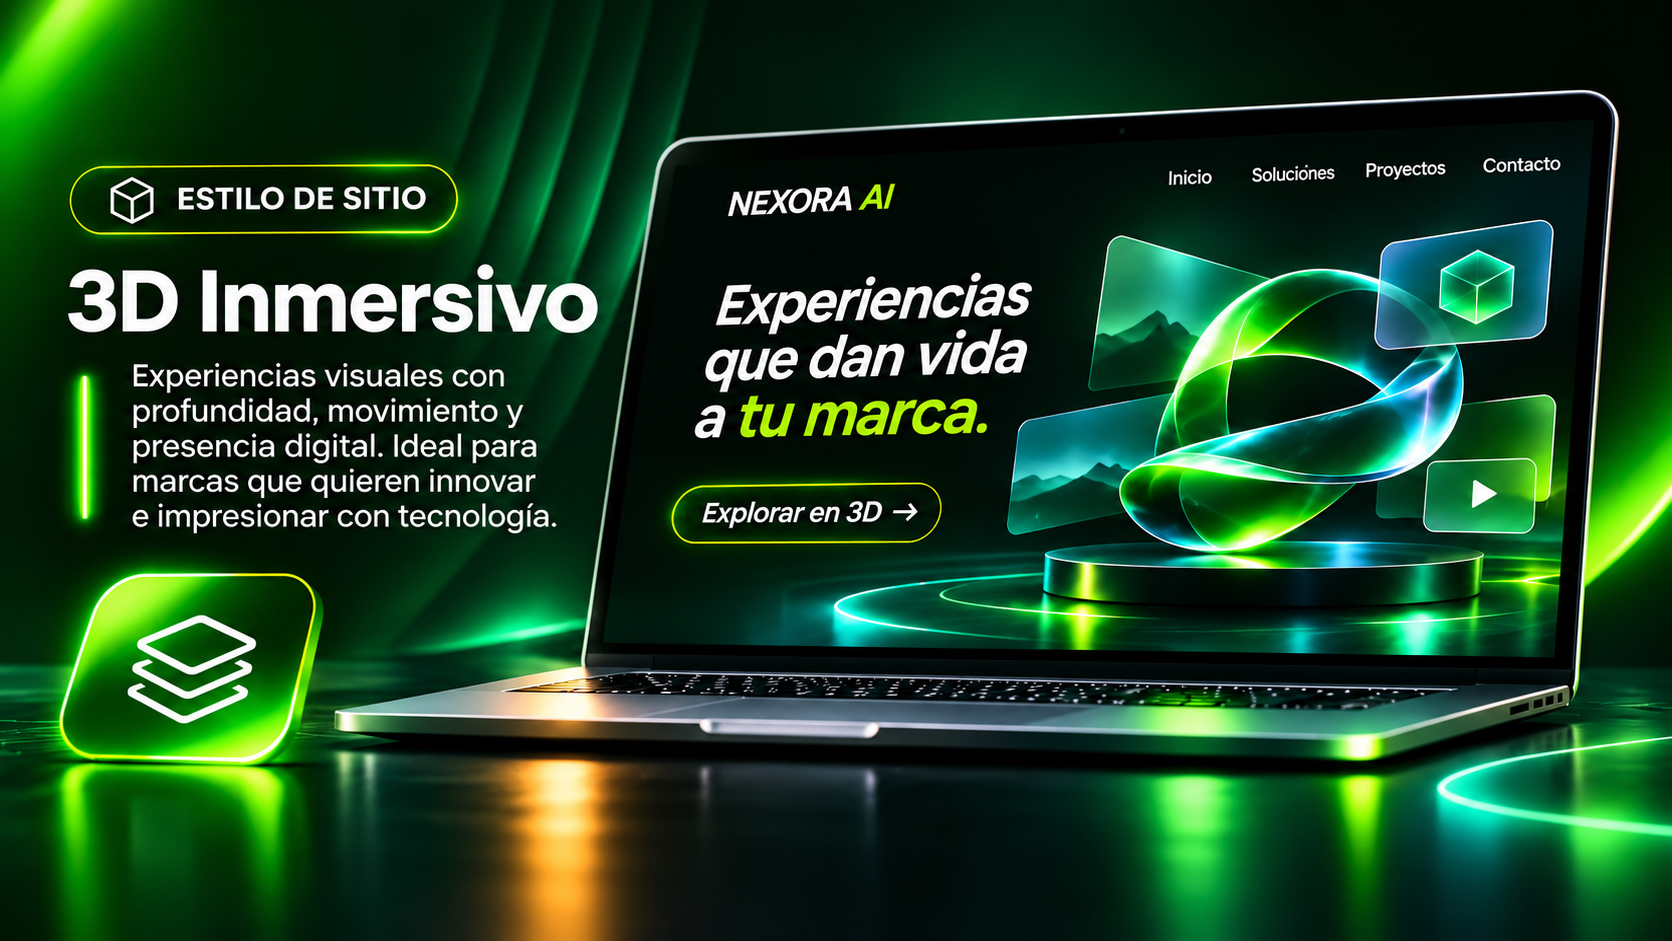 ESTILO DE SITIO
3D Inmersivo
Experiencias visuales con
profundidad, movimiento y
presencia digital. Ideal para
marcas que quieren innovar
e impresionar con tecnología.
NEXORA AI
Inicio Soluciones Proyectos Contacto
Experiencias
que dan vida
a tu marca.
Explorar en 3D →